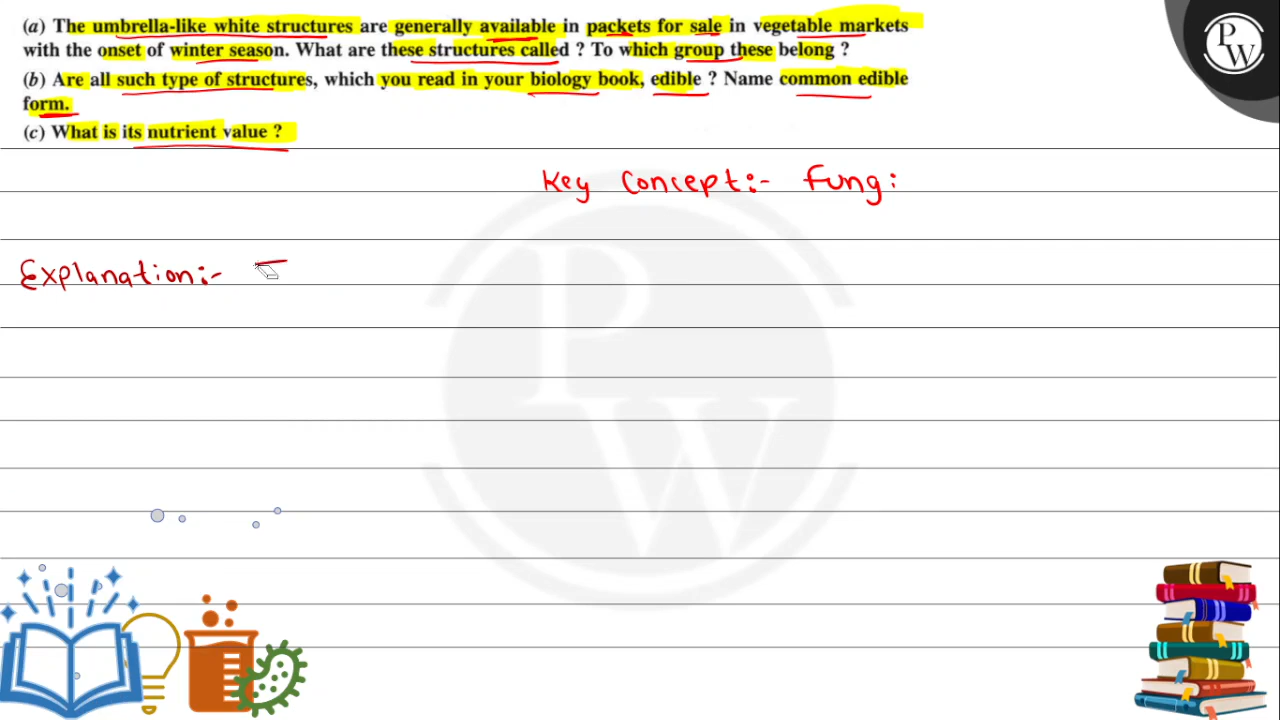 (a) The umbrella-like white structures are generally available in packets for sale in vegetable markets
with the onset of winter season. What are these structures called ? To which group these belong ?
(b) Are all such type of structures, which you read in your biology book, edible ? Name common edible
form.
(c) What is its nutrient value ?
Key Concept:- Fungi
Explanation:-
P
W
P
W